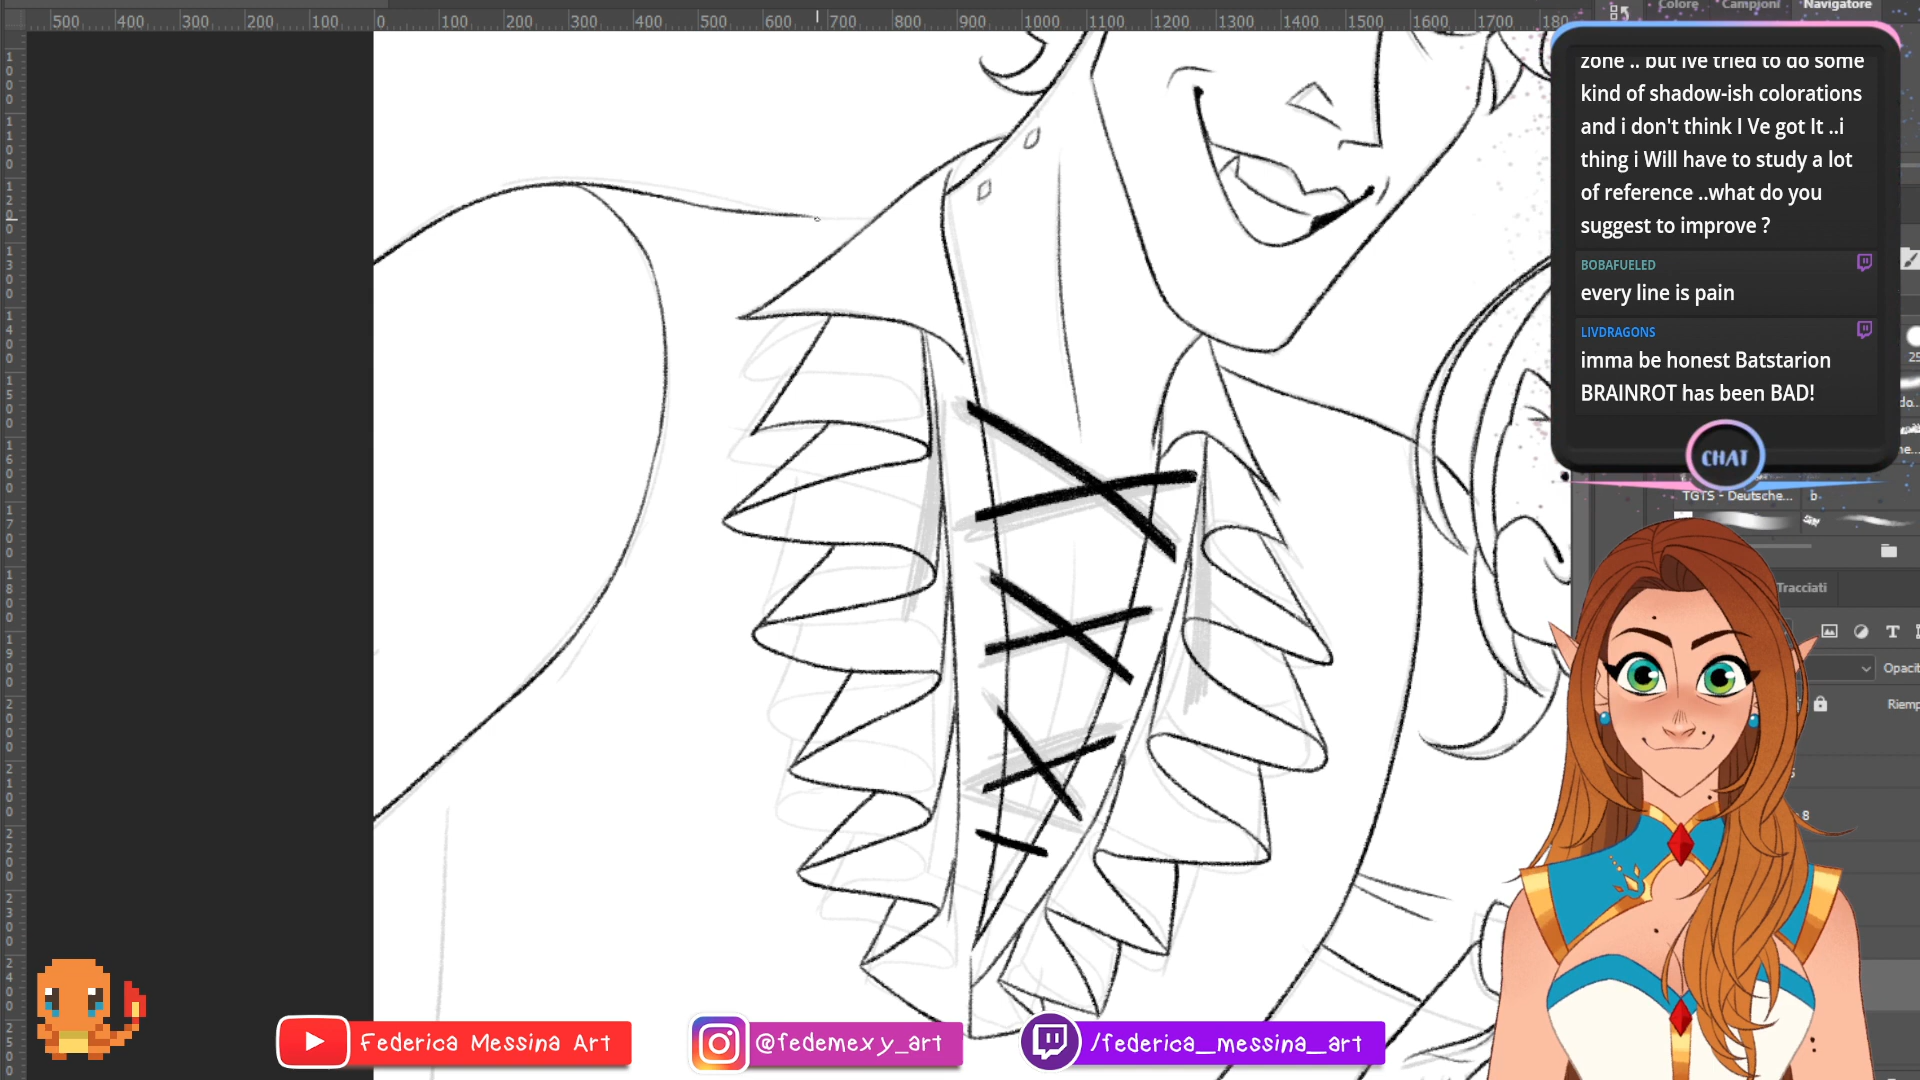 500 400 300 200 100 0 100 200 300 400 500 600 700 800 900 1000 1100 1200 1300 1400 1500 1600 1700
Colore Campioni Navigatore
zone .. but ive tried to do some
kind of shadow-ish colorations
and i don't think I Ve got It ..i
thing i Will have to study a lot
of reference ..what do you
suggest to improve ?
BOBAFUELED
every line is pain
LIVDRAGONS
imma be honest Batstarion
BRAINROT has been BAD!
CHAT
TGTS - Deutsche... b
Tracciati
T
Opacit
Riemp
8
Federica Messina Art
@fedemexy_art
/federica_messina_art